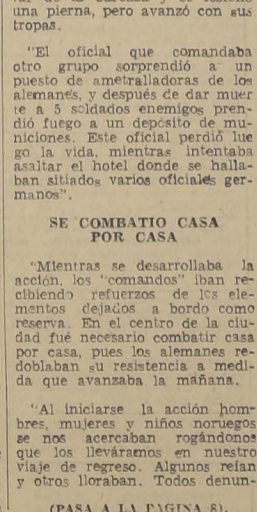 una pierna, pero avanzó con sus
tropas.
"El oficial que comandaba
otro grupo sorprendió a un
puesto de ametralladoras de los
alemanes, y después de dar muer
te a 5 soldados enemigos pren-
dió fuego a un depósito de mu-
niciones. Este oficial perdió lue
go la vida, mientras intentaba
asaltar el hotel donde se halla-
ban sitiados varios oficiales ger-
manos".
SE COMBATIO CASA
POR CASA
"Mientras se desarrollaba la
acción, los "comandos" iban re-
cibiendo refuerzos de los ele-
mentos dejados a bordo como
reserva. En el centro de la ciu-
dad fué necesario combatir casa
por casa, pues los alemanes re-
doblaban su resistencia a medi-
da que avanzaba la mañana.
"Al iniciarse la acción hom-
bres, mujeres y niños noruegos
se nos acercaban rogándonos
que los lleváramos en nuestro
viaje de regreso. Algunos reían
y otros lloraban. Todos denun-
(PASA A LA PAGINA 8).